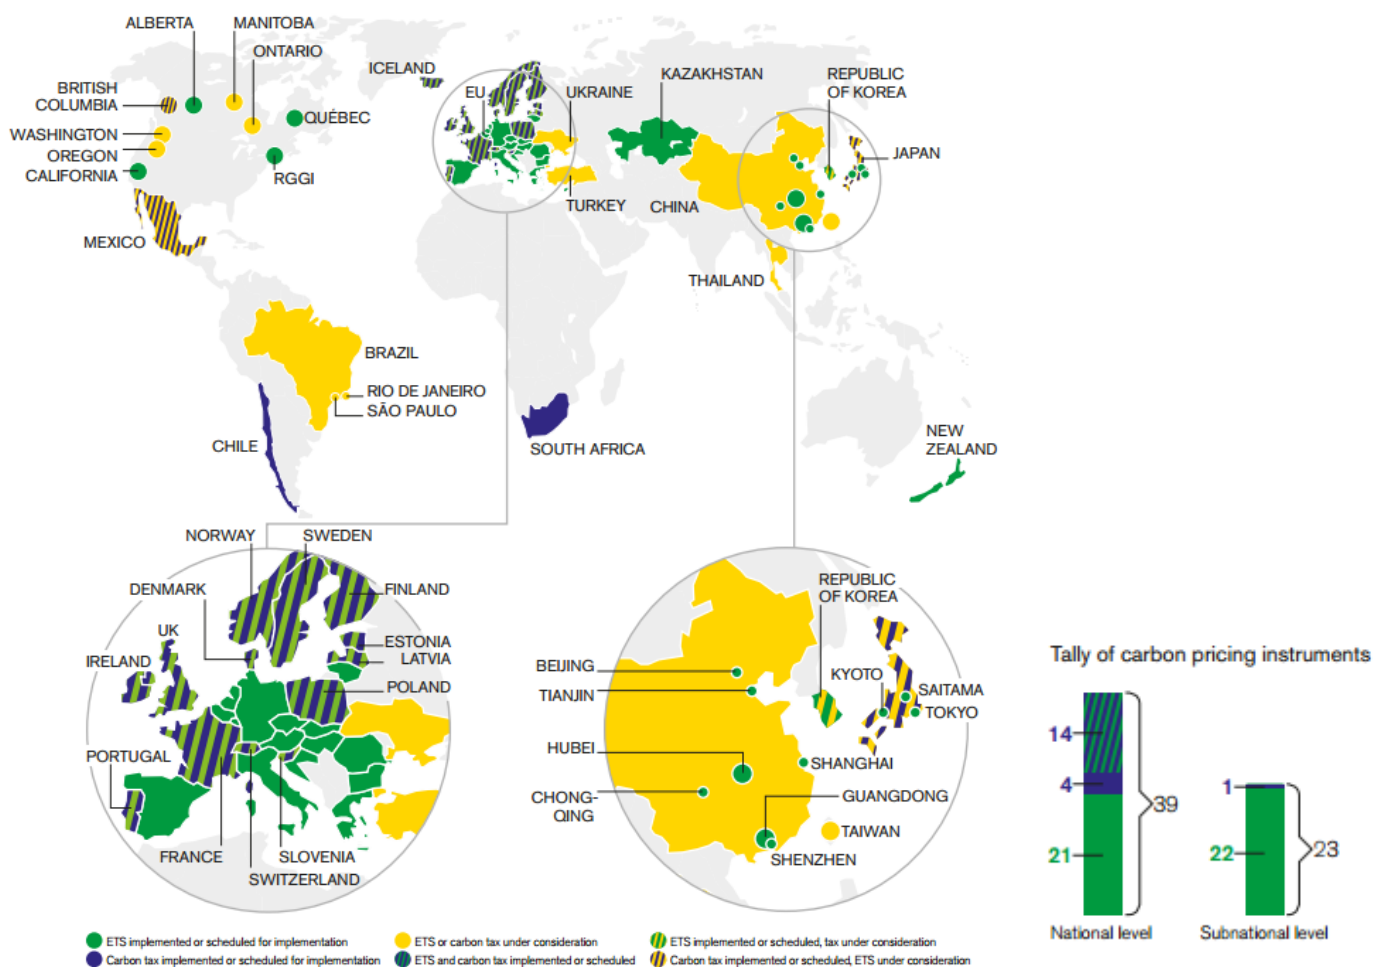 ALBERTA
MANITOBA
ONTARIO
BRITISH
COLUMBIA
QUÉBEC
WASHINGTON
OREGON
CALIFORNIA
RGGI
MEXICO
ICELAND
EU
UKRAINE
TURKEY
KAZAKHSTAN
REPUBLIC
OF KOREA
JAPAN
CHINA
THAILAND
BRAZIL
RIO DE JANEIRO
SÃO PAULO
CHILE
SOUTH AFRICA
NEW
ZEALAND
NORWAY
SWEDEN
DENMARK
FINLAND
UK
ESTONIA
LATVIA
IRELAND
POLAND
PORTUGAL
FRANCE
SLOVENIA
SWITZERLAND
REPUBLIC
OF KOREA
BEIJING
KYOTO
TIANJIN
SAITAMA
TOKYO
HUBEI
SHANGHAI
CHONG-
QING
GUANGDONG
TAIWAN
SHENZHEN
Tally of carbon pricing instruments
14
4
39
21
1
22
23
National level
Subnational level
ETS implemented or scheduled for implementation
Carbon tax implemented or scheduled for implementation
ETS or carbon tax under consideration
ETS and carbon tax implemented or scheduled
ETS implemented or scheduled, tax under consideration
Carbon tax implemented or scheduled, ETS under consideration